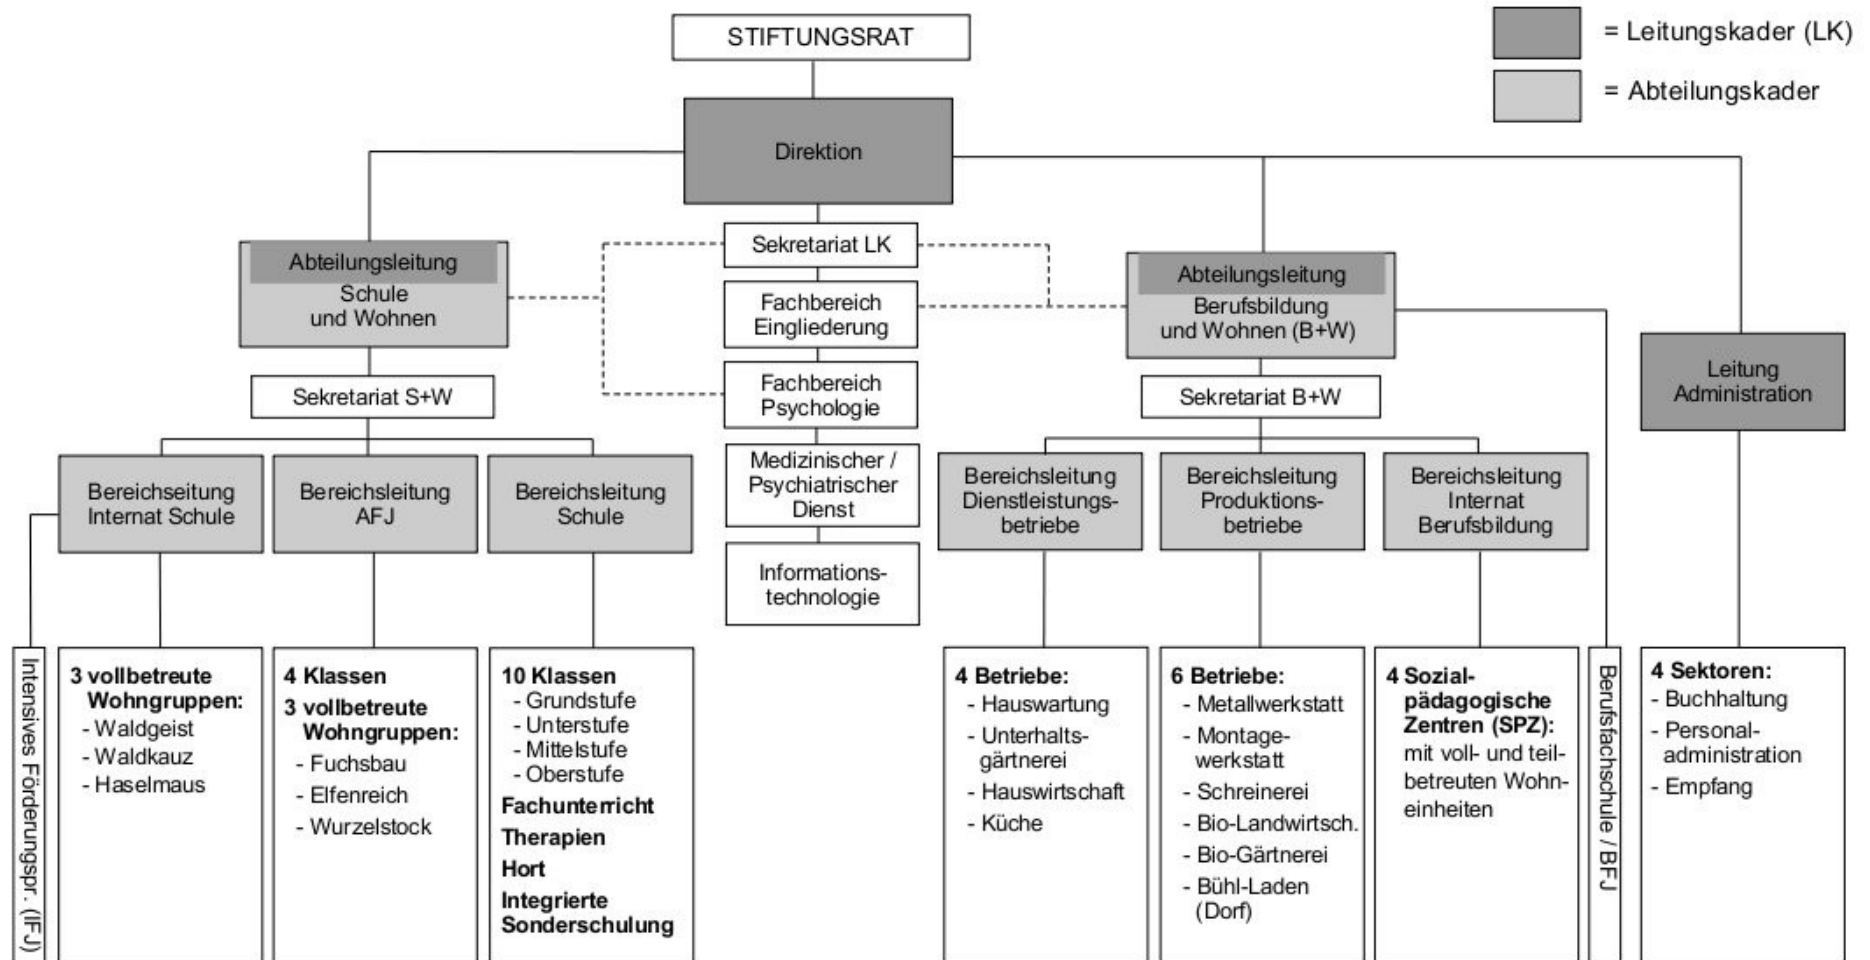 STIFTUNGSRAT
= Leitungskader (LK)
= Abteilungskader
Direktion
Sekretariat LK
Fachbereich
Eingliederung
Fachbereich
Psychologie
Medizinischer /
Psychiatrischer
Dienst
Informations-
technologie
Abteilungsleitung
Schule
und Wohnen
Sekretariat S+W
Bereichseitung
Internat Schule
Bereichsleitung
AFJ
Bereichsleitung
Schule
Intensives Förderungspr. (IFJ)
3 vollbetreute
Wohngruppen:
- Waldgeist
- Waldkauz
- Haselmaus
4 Klassen
3 vollbetreute
Wohngruppen:
- Fuchsbau
- Elfenreich
- Wurzelstock
10 Klassen
- Grundstufe
- Unterstufe
- Mittelstufe
- Oberstufe
Fachunterricht
Therapien
Hort
Integrierte
Sonderschulung
Abteilungsleitung
Berufsbildung
und Wohnen (B+W)
Sekretariat B+W
Bereichsleitung
Dienstleistungs-
betriebe
Bereichsleitung
Produktions-
betriebe
Bereichsleitung
Internat
Berufsbildung
4 Betriebe:
- Hauswartung
- Unterhalts-
gärtnerei
- Hauswirtschaft
- Küche
6 Betriebe:
- Metallwerkstatt
- Montage-
werkstatt
- Schreinerei
- Bio-Landwirtsch.
- Bio-Gärtnerei
- Bühl-Laden
(Dorf)
4 Sozial-
pädagogische
Zentren (SPZ):
mit voll- und teil-
betreuten Wohn-
einheiten
Berufsfachschule / BFJ
Leitung
Administration
4 Sektoren:
- Buchhaltung
- Personal-
administration
- Empfang